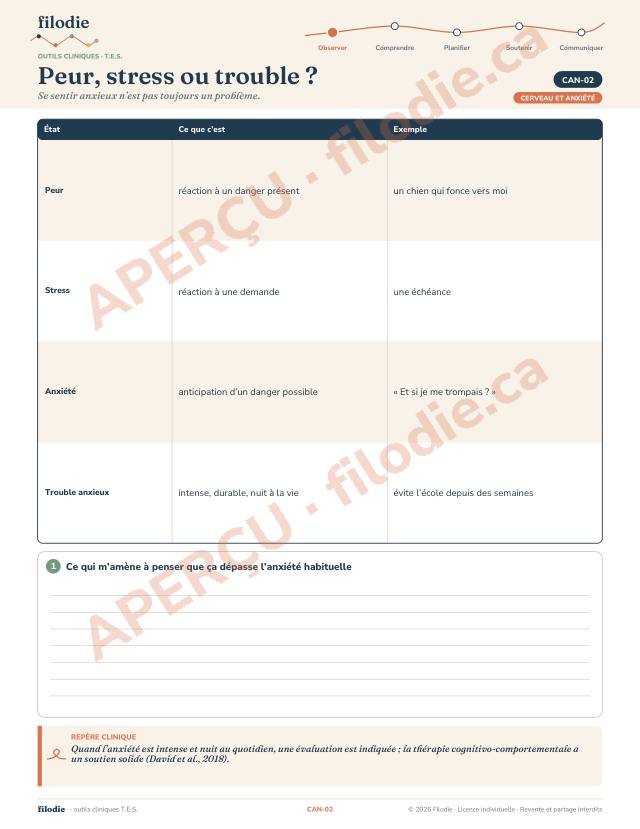 filodie
OUTILS CLINIQUES · T.E.S.
Observer Comprendre Planifier Soutenir Communiquer
Peur, stress ou trouble ?
Se sentir anxieux n'est pas toujours un problème.
CAN-02
CERVEAU ET ANXIÉTÉ
État Ce que c'est Exemple
Peur réaction à un danger présent un chien qui fonce vers moi
Stress réaction à une demande une échéance
Anxiété anticipation d'un danger possible « Et si je me trompais ? »
Trouble anxieux intense, durable, nuit à la vie évite l'école depuis des semaines
APERÇU · filodie.ca
APERÇU · filodie.ca
1 Ce qui m'amène à penser que ça dépasse l'anxiété habituelle
REPÈRE CLINIQUE
Quand l'anxiété est intense et nuit au quotidien, une évaluation est indiquée ; la thérapie cognitivo-comportementale a
un soutien solide (David et al., 2018).
filodie · outils cliniques T.E.S. CAN-02 © 2026 Filodie · Licence individuelle · Revente et partage interdits